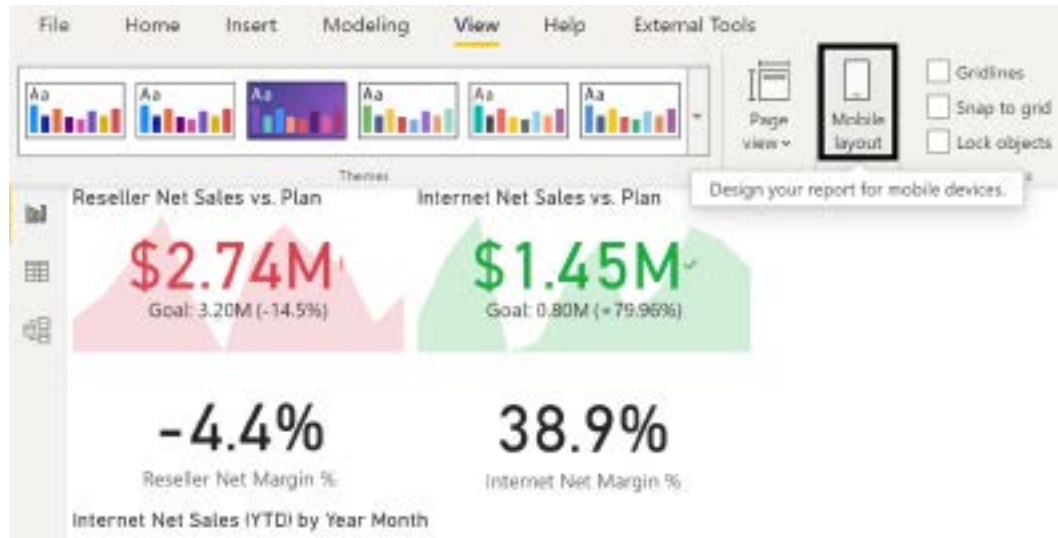 File Home Insert Modeling View Help External Tools
Aa Aa Aa Aa Aa Aa
Page view
Mobile layout
Gridlines
Snap to grid
Lock objects
Themes
Design your report for mobile devices.
Reseller Net Sales vs. Plan
$2.74M!
Goal: 3.20M (-14.5%)
Internet Net Sales vs. Plan
$1.45M
Goal: 0.80M (+79.96%)
-4.4%
Reseller Net Margin %
38.9%
Internet Net Margin %
Internet Net Sales (YTD) by Year Month